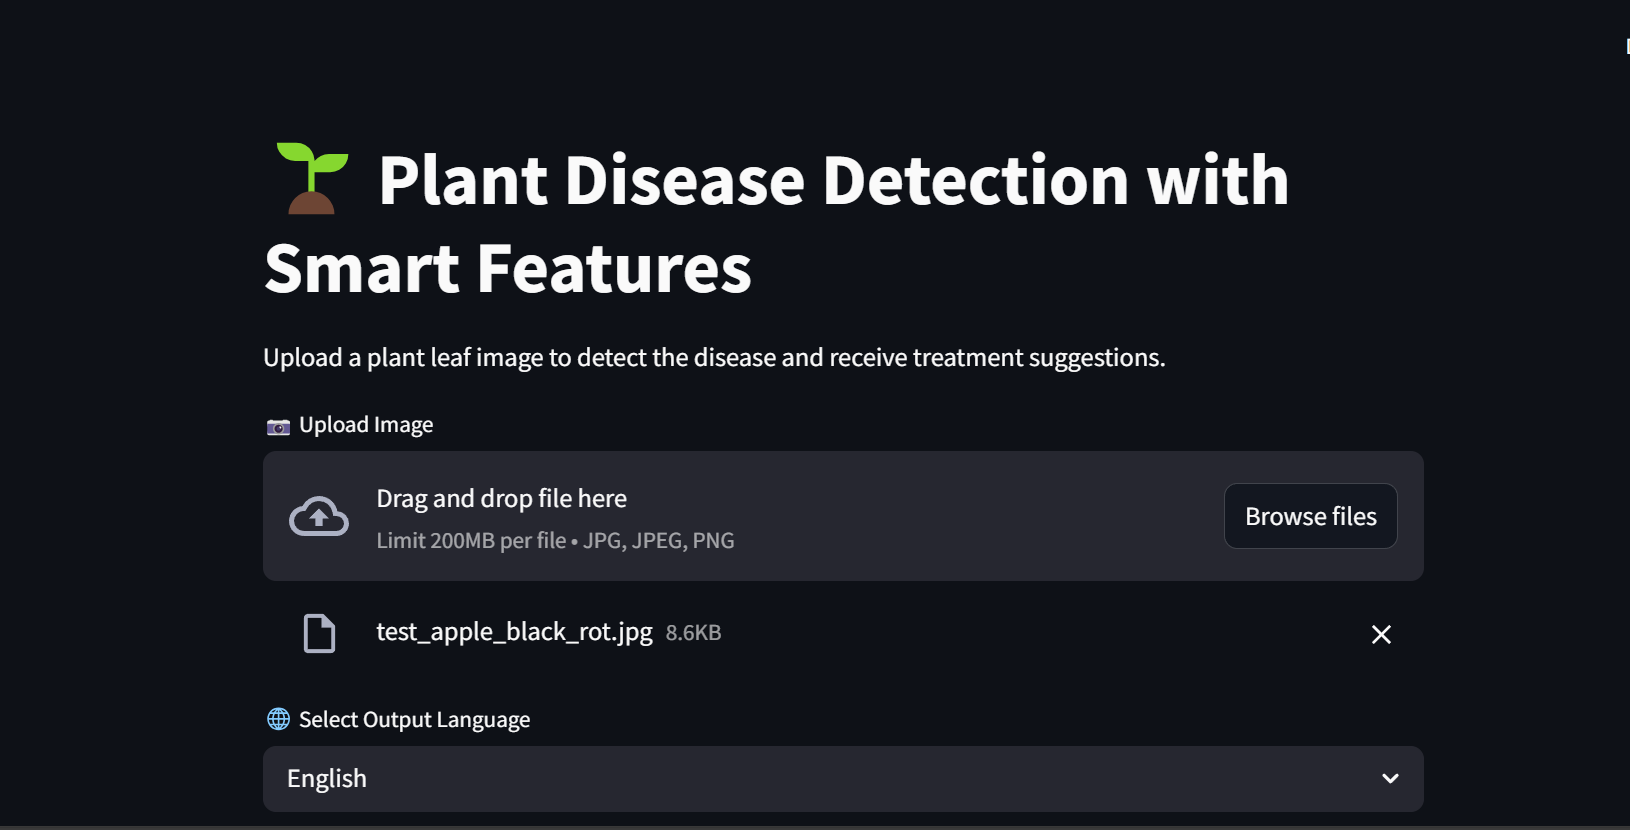 Plant Disease Detection with
Smart Features
Upload a plant leaf image to detect the disease and receive treatment suggestions.
Upload Image
Drag and drop file here
Limit 200MB per file • JPG, JPEG, PNG
Browse files
test_apple_black_rot.jpg 8.6KB
Select Output Language
English